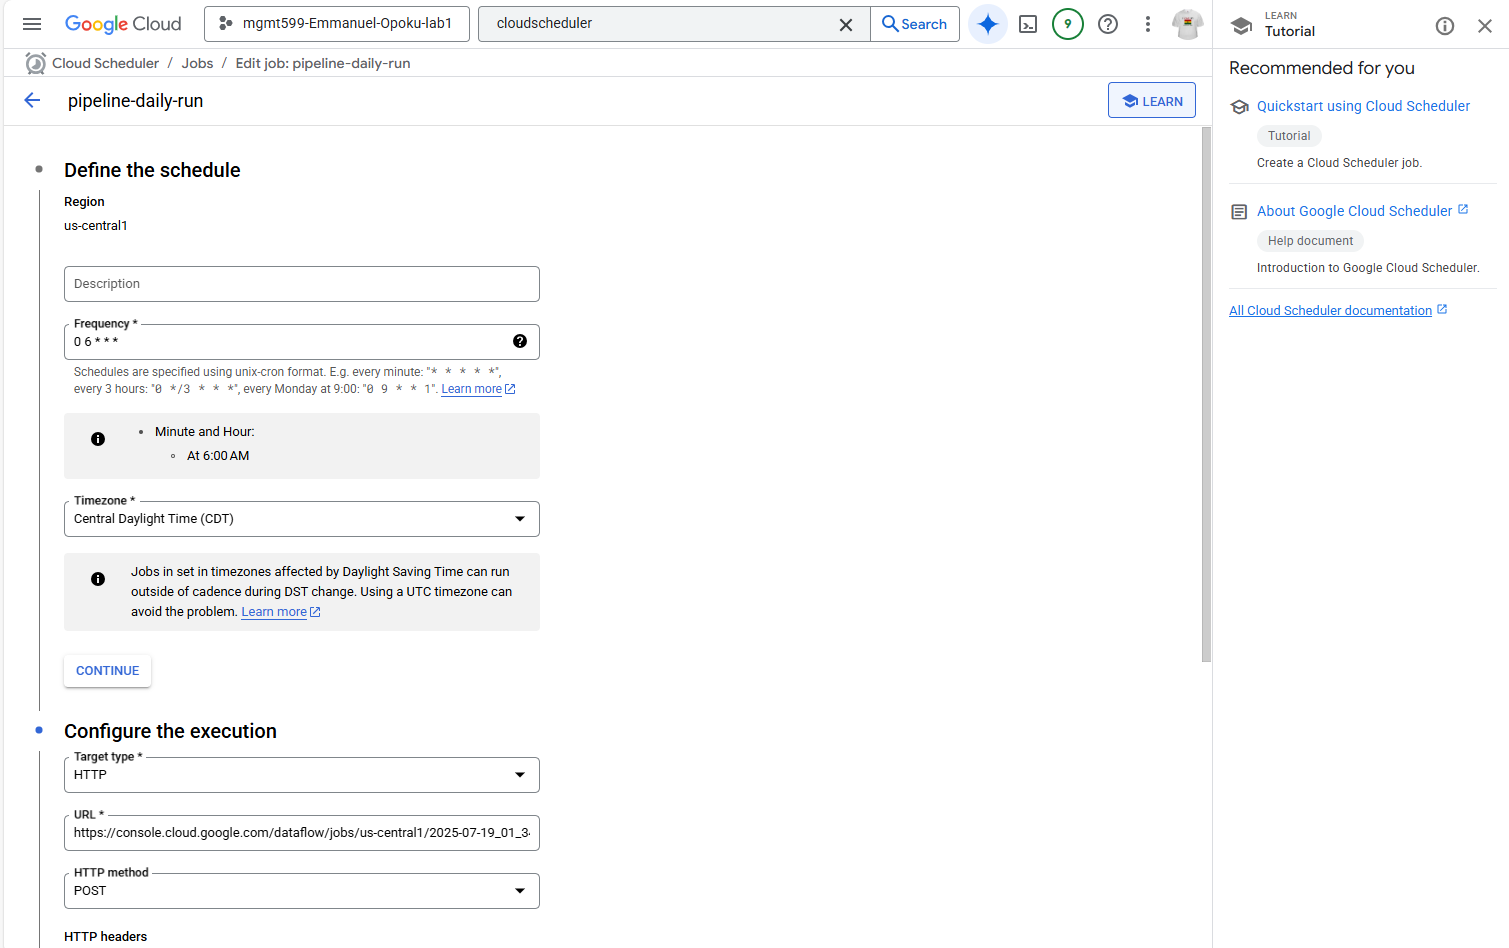 Google Cloud
mgmt599-Emmanuel-Opoku-lab1
cloudscheduler
Search
9
LEARN
Tutorial
Cloud Scheduler / Jobs / Edit job: pipeline-daily-run
pipeline-daily-run
LEARN
Define the schedule
Region
us-central1
Description
Frequency *
0 6 * * *
Schedules are specified using unix-cron format. E.g. every minute: "* * * * *",
every 3 hours: "0 */3 * * *", every Monday at 9:00: "0 9 * * 1". Learn more
Minute and Hour:
At 6:00 AM
Timezone *
Central Daylight Time (CDT)
Jobs in set in timezones affected by Daylight Saving Time can run
outside of cadence during DST change. Using a UTC timezone can
avoid the problem. Learn more
CONTINUE
Configure the execution
Target type *
HTTP
URL *
https://console.cloud.google.com/dataflow/jobs/us-central1/2025-07-19_01_3
HTTP method
POST
HTTP headers
Recommended for you
Quickstart using Cloud Scheduler
Tutorial
Create a Cloud Scheduler job.
About Google Cloud Scheduler
Help document
Introduction to Google Cloud Scheduler.
All Cloud Scheduler documentation